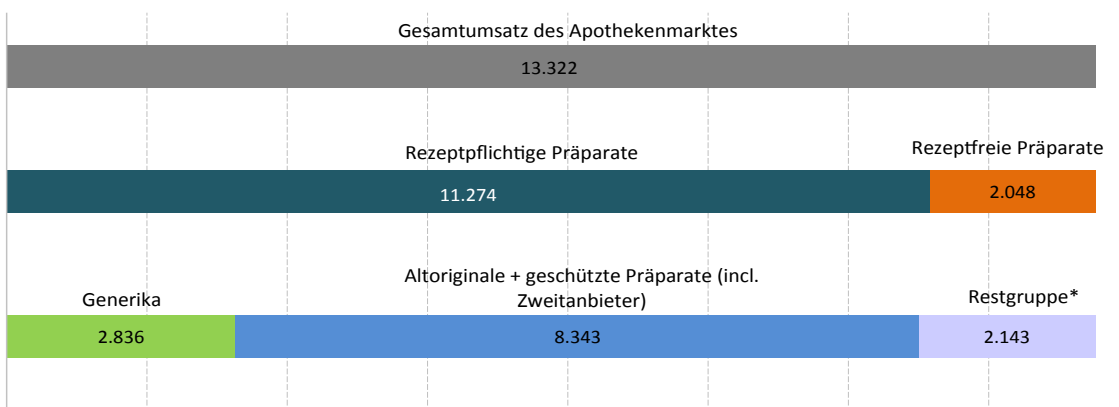 Gesamtumsatz des Apothekenmarktes
13.322
Rezeptpflichtige Präparate
Rezeptfreie Präparate
11.274
2.048
Altoriginale + geschützte Präparate (incl.
Zweitanbieter)
Generika
Restgruppe*
2.836
8.343
2.143